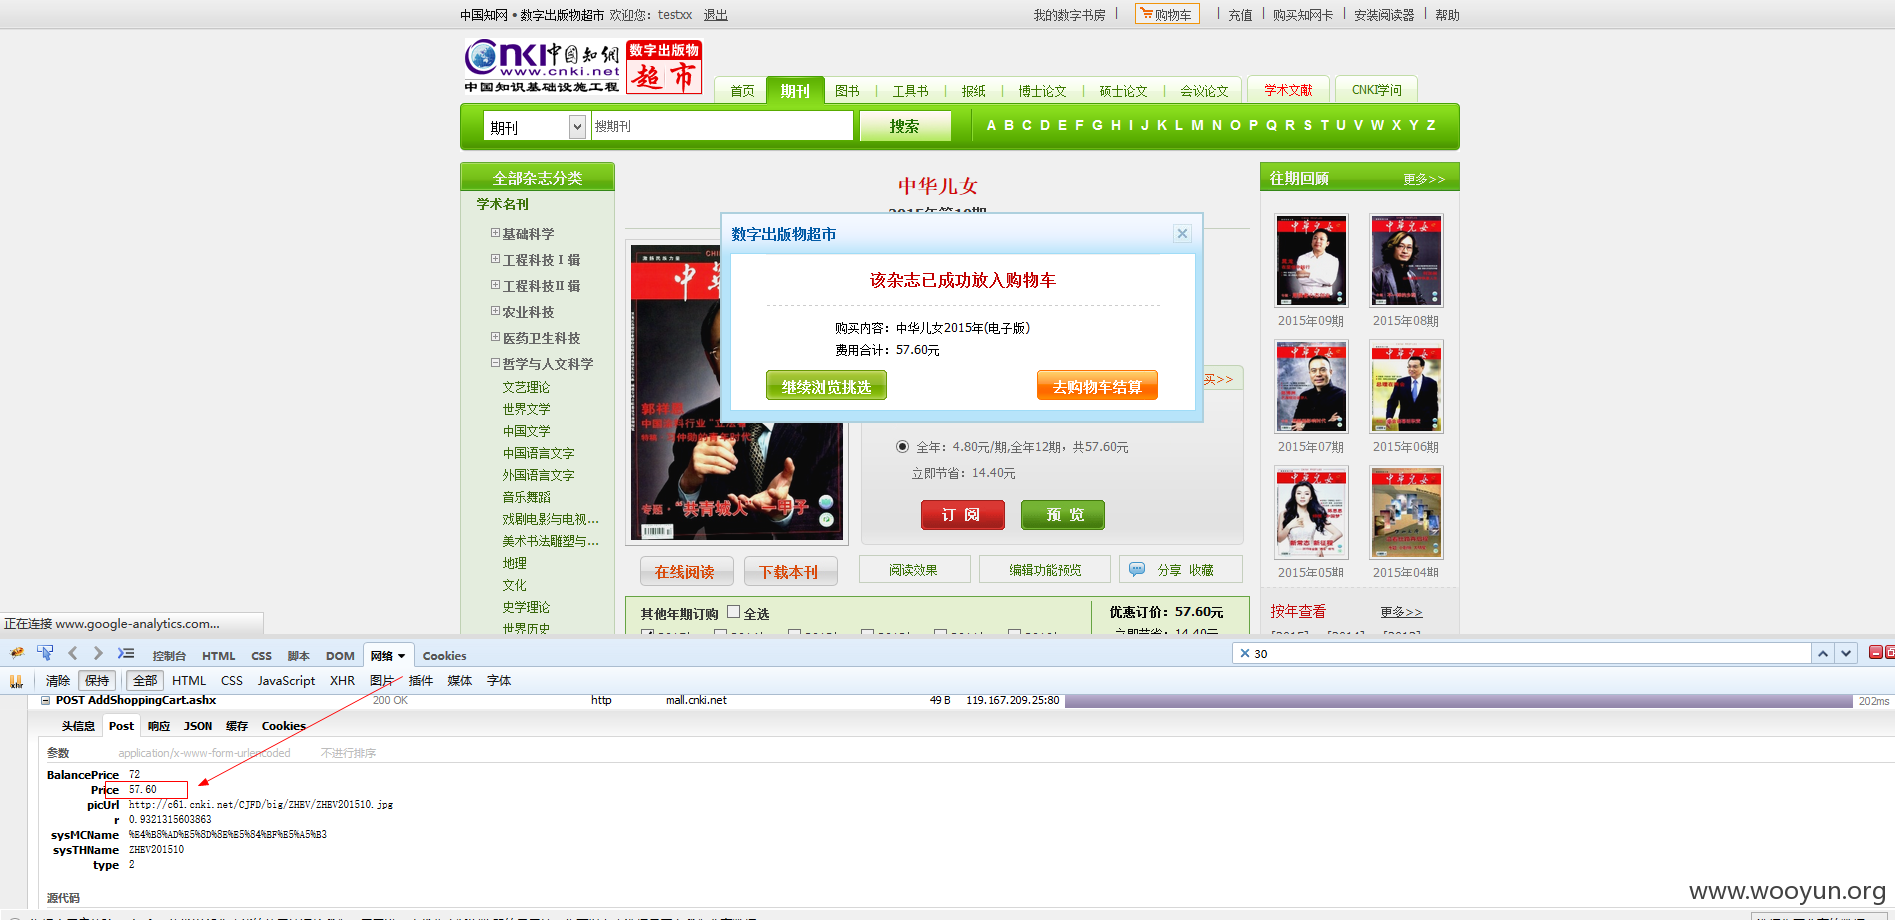 中国知网 • 数字出版物超市 欢迎您： testxx 退出
我的数字书房 购物车 充值 购买知网卡 安装阅读器 帮助
Cnki中国知网
www.cnki.net
中国知识基础设施工程
数字出版物
超市
首页 期刊 图书 工具书 报纸 博士论文 硕士论文 会议论文 学术文献 CNKI学问
期刊 搜期刊 搜索 A B C D E F G H I J K L M N O P Q R S T U V W X Y Z
全部杂志分类
学术名刊
基础科学
工程科技 I 辑
工程科技II 辑
农业科技
医药卫生科技
哲学与人文科学
文艺理论
世界文学
中国文学
中国语言文字
外国语言文字
音乐舞蹈
戏剧电影与电视...
美术书法雕塑与...
地理
文化
史学理论
世界历史
中华儿女
2015年第10期
数字出版物超市
该杂志已成功放入购物车
购买内容：中华儿女2015年(电子版)
费用合计：57.60元
继续浏览挑选 去购物车结算
买>>
全年：4.80元/期,全年12期，共57.60元
立即节省：14.40元
订 阅 预 览
专题·“共青城人”一甲子
在线阅读 下载本刊 阅读效果 编辑功能预览 分享 收藏
其他年期订购 全选
优惠订价：57.60元
立即节省：14.40元
往期回顾 更多>>
2015年09期 2015年08期
2015年07期 2015年06期
2015年05期 2015年04期
按年查看 更多>>
正在连接 www.google-analytics.com...
控制台 HTML CSS 脚本 DOM 网络 Cookies
30
清除 保持 全部 HTML CSS JavaScript XHR 图片 插件 媒体 字体
POST AddShoppingCart.ashx 200 OK http mall.cnki.net 49 B 119.167.209.25:80 202ms
头信息 Post 响应 JSON 缓存 Cookies
参数 application/x-www-form-urlencoded 不进行排序
BalancePrice 72
Price 57.60
picUrl http://c61.cnki.net/CJFD/big/ZHEV/ZHEV201510.jpg
r 0.9321315603863
sysMCName %E4%B8%AD%E5%8D%8E%E5%84%BF%E5%A5%B3
sysTHName ZHEV201510
type 2
源代码
www.wooyun.org